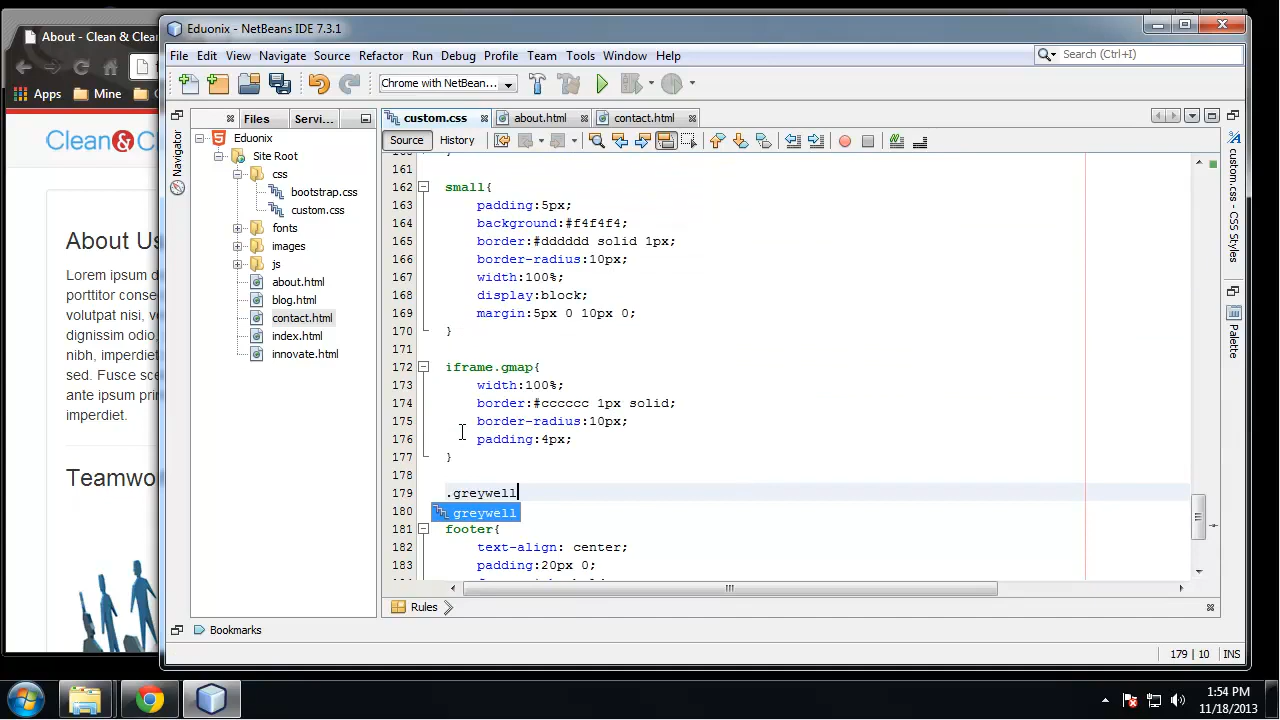 About - Clean & Clea
Eduonix - NetBeans IDE 7.3.1
File Edit View Navigate Source Refactor Run Debug Profile Team Tools Window Help
Search (Ctrl+I)
Chrome with NetBean...
Apps Mine
Clean&Cl
Files Servi...
custom.css about.html contact.html
Source History
Navigator
Eduonix
Site Root
css
bootstrap.css
custom.css
fonts
images
js
about.html
blog.html
contact.html
index.html
innovate.html
161
162 small{
163 padding:5px;
164 background:#f4f4f4;
165 border:#dddddd solid 1px;
166 border-radius:10px;
167 width:100%;
168 display:block;
169 margin:5px 0 10px 0;
170 }
171
172 iframe.gmap{
173 width:100%;
174 border:#cccccc 1px solid;
175 border-radius:10px;
176 padding:4px;
177 }
178
179 .greywell
180 greywell
181 footer{
182 text-align: center;
183 padding:20px 0;
custom.css - CSS Styles
Palette
About Us
Lorem ipsum d
porttitor conse
volutpat nisi, v
dignissim odio,
nibh, imperdiet
sed. Fusce sce
ante ipsum prim
imperdiet.
Teamwo
Rules
Bookmarks
179 | 10 INS
1:54 PM
11/18/2013